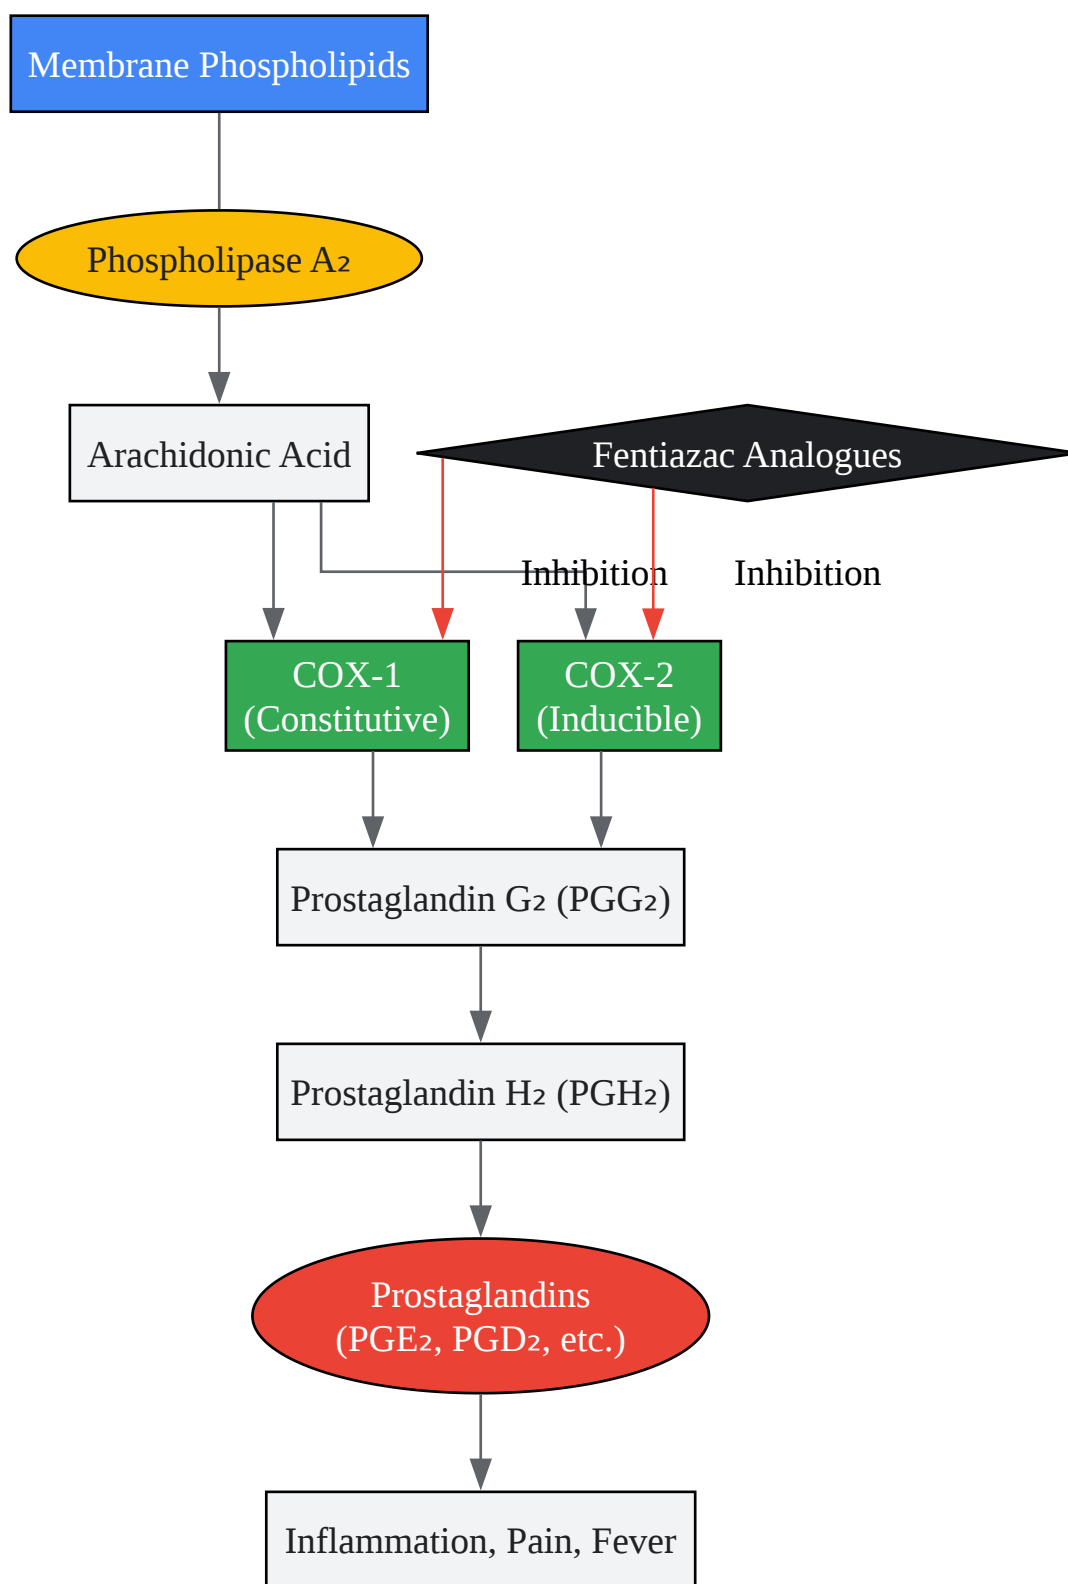 Membrane Phospholipids
Phospholipase A₂
Arachidonic Acid
Fentiazac Analogues
Inhibition
Inhibition
COX-1
(Constitutive)
COX-2
(Inducible)
Prostaglandin G₂ (PGG₂)
Prostaglandin H₂ (PGH₂)
Prostaglandins
(PGE₂, PGD₂, etc.)
Inflammation, Pain, Fever